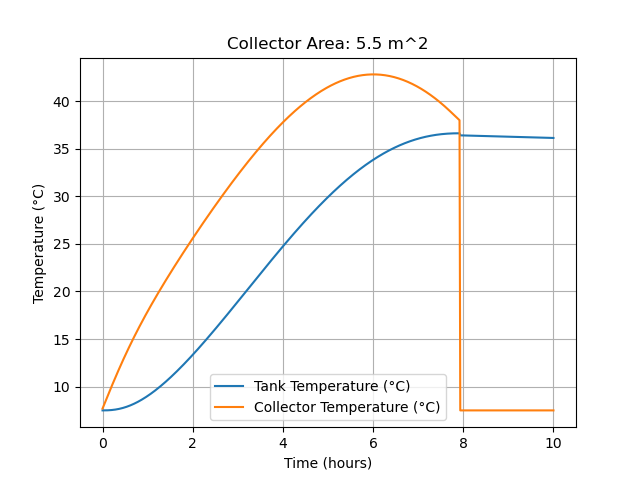 Collector Area: 5.5 m^2
Temperature (°C)
40
35
30
25
20
15
10
Tank Temperature (°C)
Collector Temperature (°C)
0 2 4 6 8 10
Time (hours)